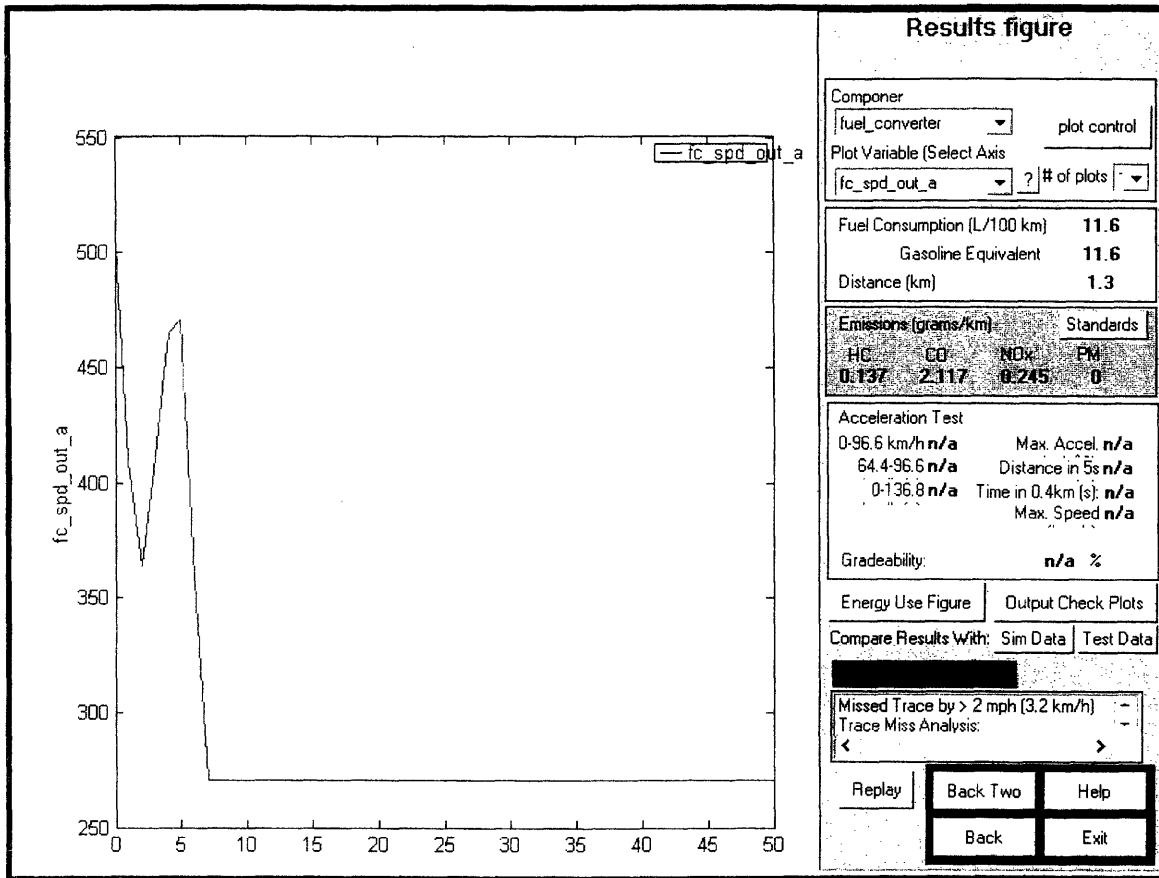 Results figure
Componer
fuel_converter
plot control
Plot Variable (Select Axis
fc_spd_out_a
? # of plots
Fuel Consumption (L/100 km) 11.6
Gasoline Equivalent 11.6
Distance (km) 1.3
Emissions (grams/km) Standards
HC CO NOx PM
0.137 2.117 0.245 0
Acceleration Test
0-96.6 km/h n/a Max. Accel. n/a
64.4-96.6 n/a Distance in 5s n/a
0-136.8 n/a Time in 0.4km (s): n/a
Max. Speed n/a
Gradeability: n/a %
Energy Use Figure Output Check Plots
Compare Results With: Sim Data Test Data
Missed Trace by > 2 mph (3.2 km/h)
Trace Miss Analysis:
< >
Replay Back Two Help
Back Exit
fc_spd_out_a
fc_spd_out_a
550
500
450
400
350
300
250
0 5 10 15 20 25 30 35 40 45 50